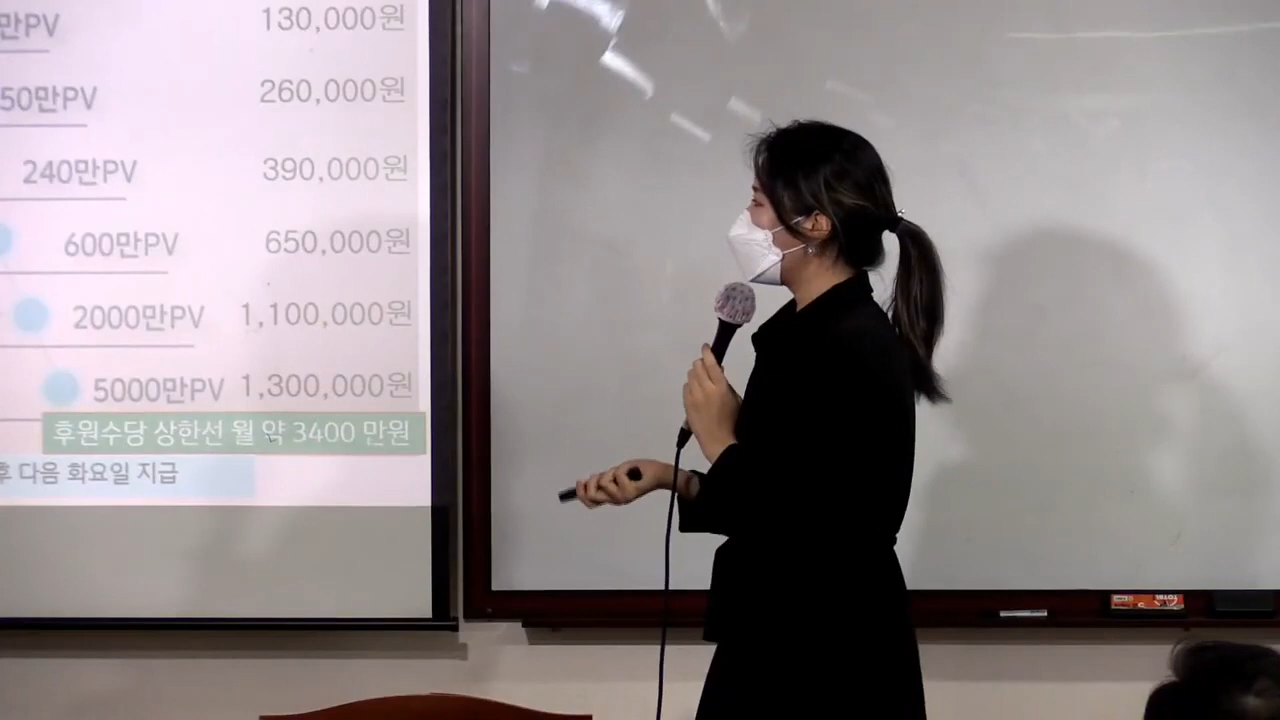 만PV 130,000원
50만PV 260,000원
240만PV 390,000원
600만PV 650,000원
2000만PV 1,100,000원
5000만PV 1,300,000원
후원수당 상한선 월 약 3400 만원
후 다음 화요일 지급